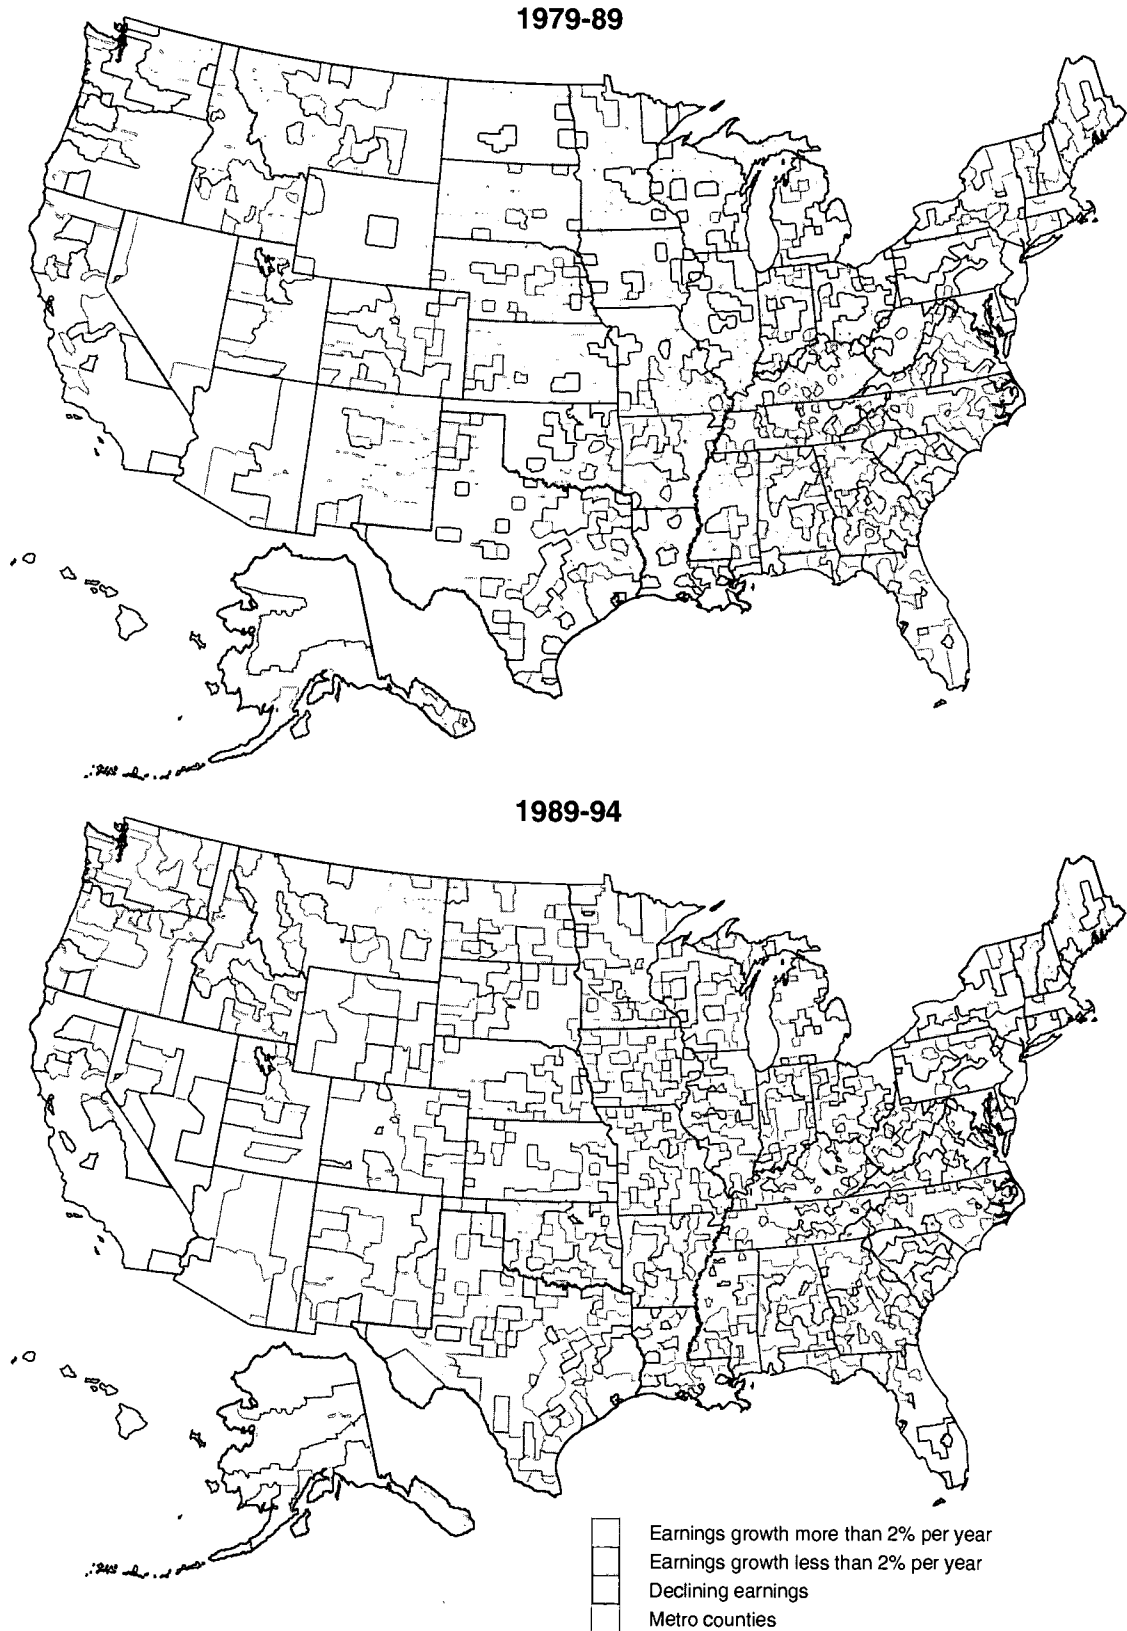 1979-89
1989-94
Earnings growth more than 2% per year
Earnings growth less than 2% per year
Declining earnings
Metro counties